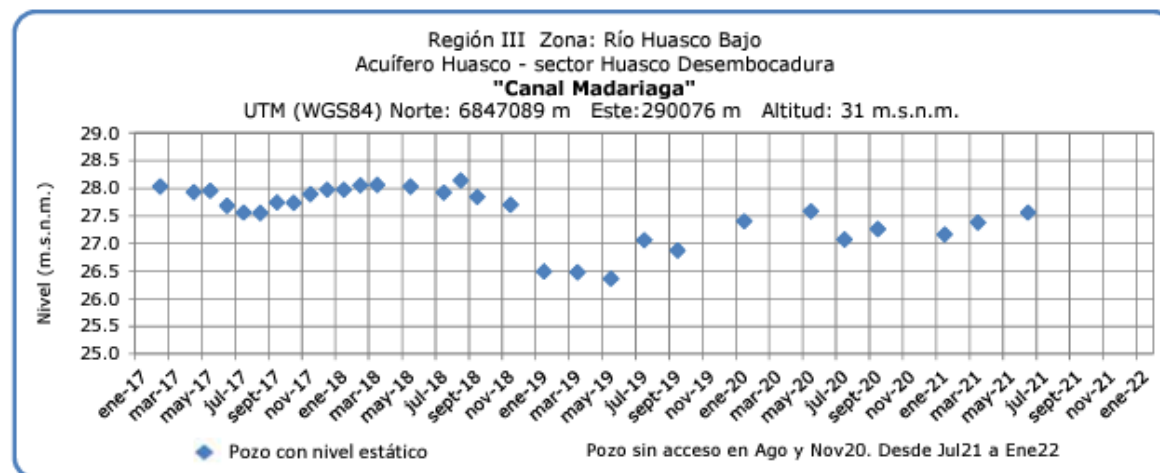 Región III Zona: Río Huasco Bajo
Acuífero Huasco - sector Huasco Desembocadura
"Canal Madariaga"
UTM (WGS84) Norte: 6847089 m Este:290076 m Altitud: 31 m.s.n.m.
Nivel (m.s.n.m.)
29.0
28.5
28.0
27.5
27.0
26.5
26.0
25.5
25.0
ene-17
mar-17
may-17
jul-17
sept-17
nov-17
ene-18
mar-18
may-18
jul-18
sept-18
nov-18
ene-19
mar-19
may-19
jul-19
sept-19
nov-19
ene-20
mar-20
may-20
jul-20
sept-20
nov-20
ene-21
mar-21
may-21
jul-21
sept-21
nov-21
ene-22
Pozo con nivel estático
Pozo sin acceso en Ago y Nov20. Desde Jul21 a Ene22